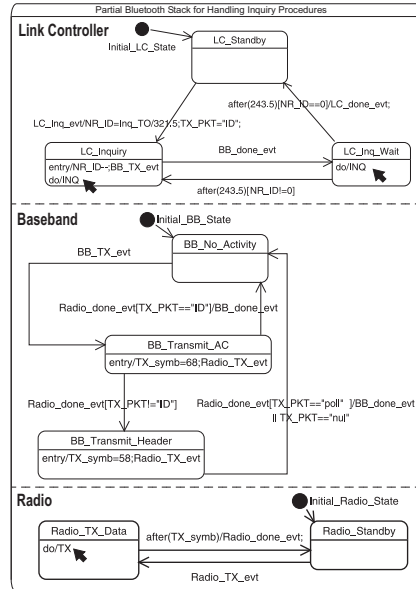 Partial Bluetooth Stack for Handling Inquiry Procedures
Link Controller
Initial_LC_State
LC_Standby
after(243.5)[NR_ID==0]/LC_done_evt;
LC_Inq_evt/NR_ID=Inq_TO/321.5;TX_PKT="ID";
LC_Inquiry
entry/NR_ID--;BB_TX_evt
do/INQ
BB_done_evt
LC_Inq_Wait
do/INQ
after(243.5)[NR_ID!=0]
Baseband
Initial_BB_State
BB_No_Activity
BB_TX_evt
Radio_done_evt[TX_PKT=="ID"]/BB_done_evt
BB_Transmit_AC
entry/TX_symb=68;Radio_TX_evt
Radio_done_evt[TX_PKT!="ID"]
Radio_done_evt[TX_PKT=="poll" ]/BB_done_evt
|| TX_PKT=="nul"
BB_Transmit_Header
entry/TX_symb=58;Radio_TX_evt
Radio
Initial_Radio_State
Radio_TX_Data
do/TX
after(TX_symb)/Radio_done_evt;
Radio_Standby
Radio_TX_evt